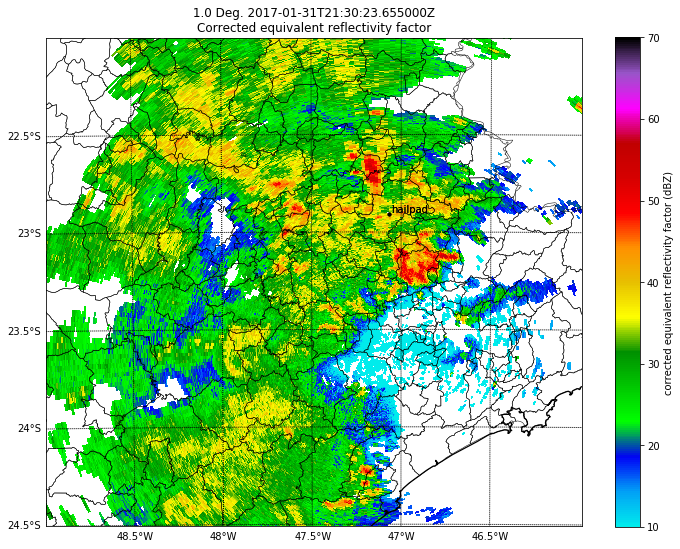 1.0 Deg. 2017-01-31T21:30:23.655000Z
Corrected equivalent reflectivity factor
22.5°S
23°S
23.5°S
24°S
24.5°S
48.5°W
48°W
47.5°W
47°W
46.5°W
hailpad
70
60
50
40
30
20
10
corrected equivalent reflectivity factor (dBZ)